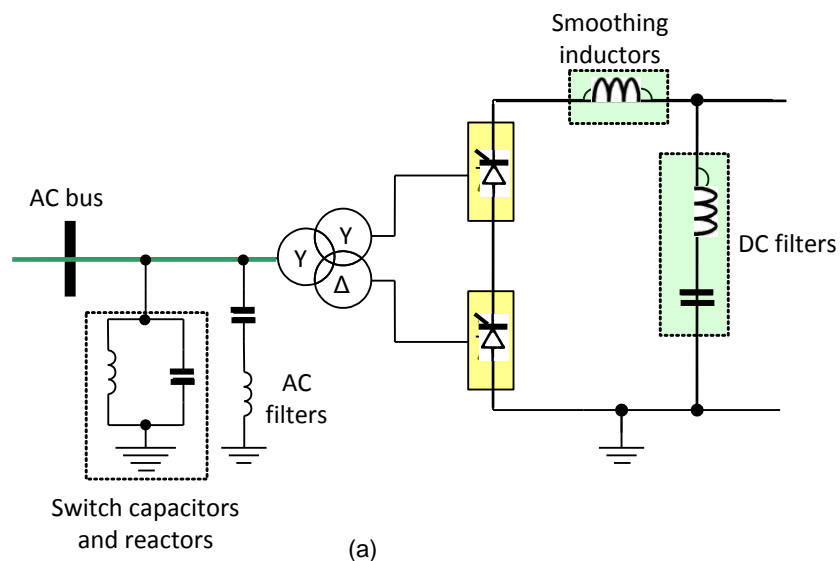 Smoothing
inductors
AC bus
Y
Y
Δ
DC filters
AC
filters
Switch capacitors
and reactors
(a)